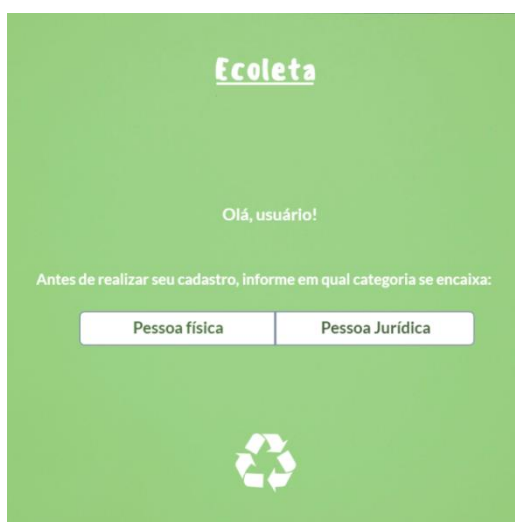 Ecoleta
Olá, usuário!
Antes de realizar seu cadastro, informe em qual categoria se encaixa:
Pessoa física Pessoa Jurídica